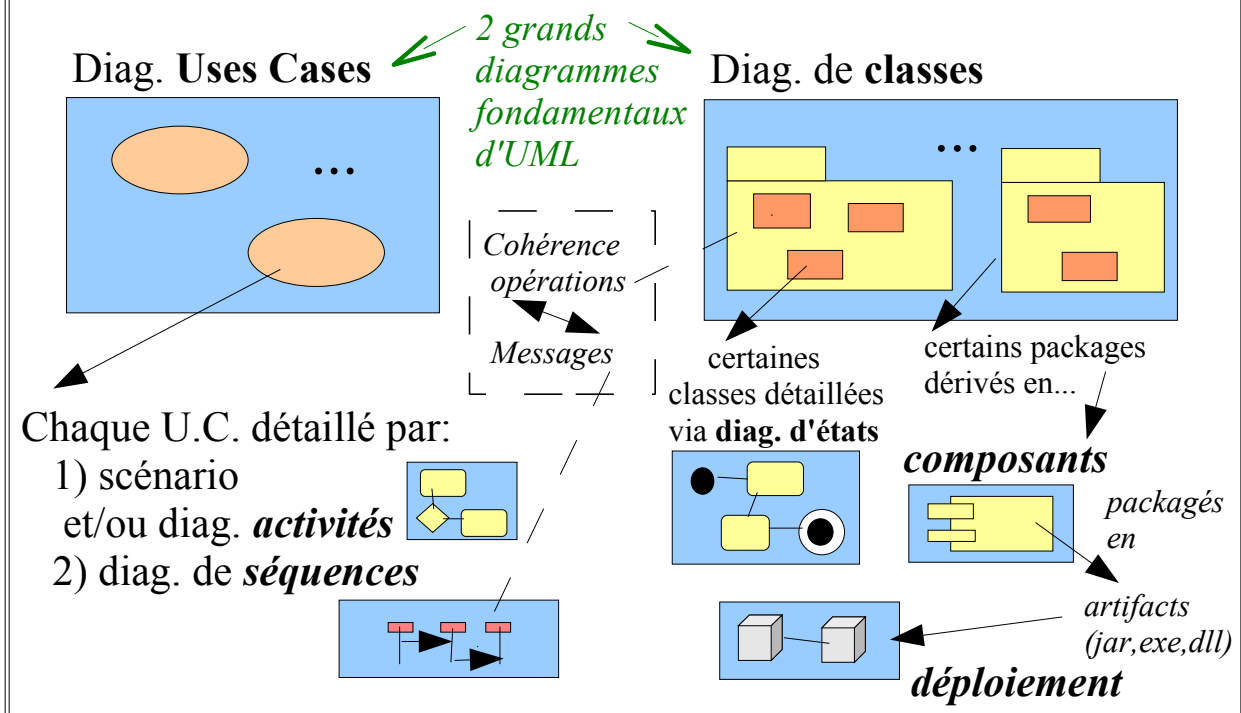 2 grands
diagrammes
fondamentaux
d'UML
Diag. Uses Cases
...
Diag. de classes
...
Cohérence
opérations
Messages
Chaque U.C. détaillé par:
1) scénario
et/ou diag. activités
2) diag. de séquences
certaines
classes détaillées
via diag. d'états
certains packages
dérivés en...
composants
packagés
en
artifacts
(jar,exe,dll)
déploiement